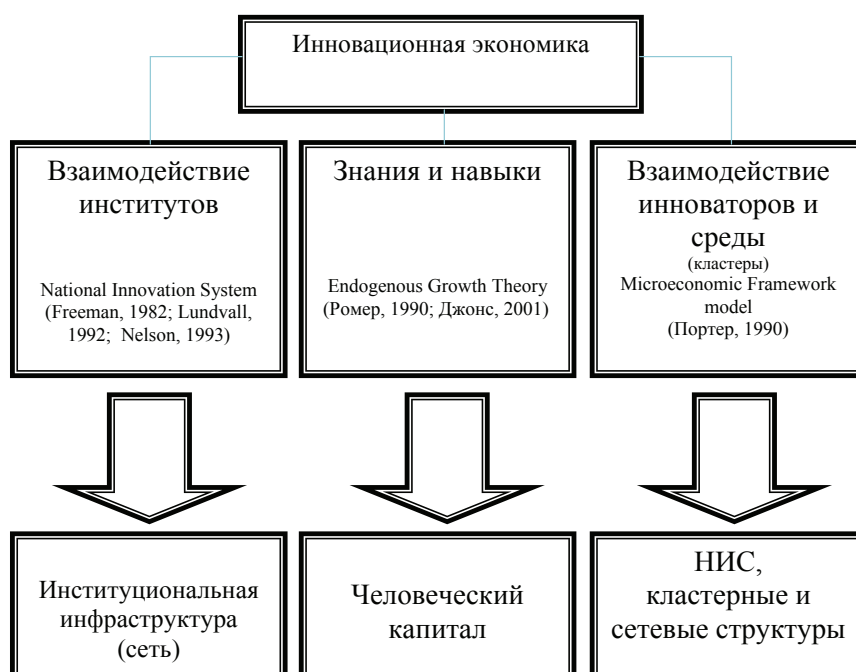 Инновационная экономика
Взаимодействие
институтов
National Innovation System
(Freeman, 1982; Lundvall,
1992; Nelson, 1993)
Знания и навыки
Endogenous Growth Theory
(Ромер, 1990; Джонс, 2001)
Взаимодействие
инноваторов и
среды
(кластеры)
Microeconomic Framework
model
(Портер, 1990)
Институциональная
инфраструктура
(сеть)
Человеческий
капитал
НИС,
кластерные и
сетевые структуры